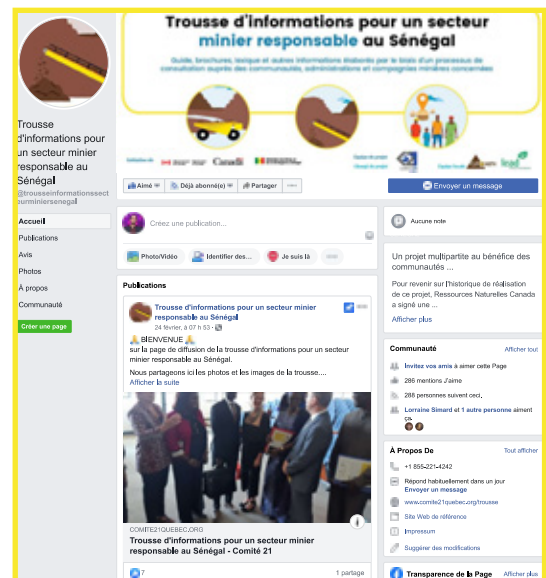 Trousse d'informations pour un secteur
minier responsable au Sénégal
Guide, brochures, lexique et autres informations élaborés par le biais d'un processus de
consultation auprès des communautés, administrations et compagnies minières concernées
Canada
lead
Trousse
d'informations pour
un secteur minier
responsable au
Sénégal
@trousseinformationssect
eurminiersenegal
Accueil
Publications
Avis
Photos
À propos
Communauté
Créer une page
Aimé
Déjà abonné(e)
Partager
Envoyer un message
Créez une publication...
Photo/Vidéo
Identifier des...
Je suis là
Publications
Trousse d'informations pour un secteur minier
responsable au Sénégal
24 février, à 07 h 53
BIENVENUE
sur la page de diffusion de la trousse d'informations pour un secteur
minier responsable au Sénégal.
Nous partageons ici les photos et les images de la trousse....
Afficher la suite
COMITE21QUEBEC.ORG
Trousse d'informations pour un secteur minier
responsable au Sénégal - Comité 21
7
1 partage
Aucune note
Un projet multipartite au bénéfice des
communautés ...
Pour revenir sur l'historique de réalisation
de ce projet, Ressources Naturelles Canada
a signé une ...
Afficher plus
Communauté
Afficher tout
Invitez vos amis à aimer cette Page
286 mentions J'aime
288 personnes suivent ceci.
Lorraine Simard et 1 autre personne aiment
ça.
À Propos De
Tout afficher
+1 855-221-4242
Répond habituellement dans un jour
Envoyer un message
www.comite21quebec.org/trousse
Site Web de référence
Impressum
Suggérer des modifications
Transparence de la Page
Afficher plus